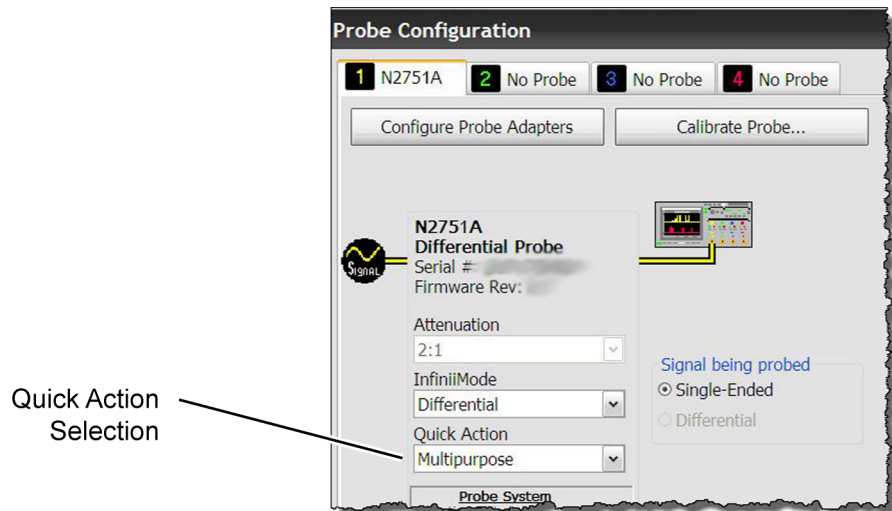 Probe Configuration
1 N2751A 2 No Probe 3 No Probe 4 No Probe
Configure Probe Adapters Calibrate Probe...
N2751A
Differential Probe
SIGNAL
Serial #:
Firmware Rev:
Attenuation
2:1
Signal being probed
InfiniiMode
Single-Ended
Differential
Differential
Quick Action
Multipurpose
Probe System
Quick Action
Selection